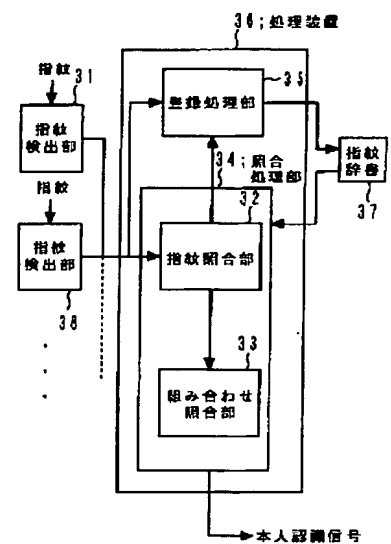 36;処理装置
指紋
31
指紋
検出部
35
登録処理部
34;照合
処理部
指紋
辞書
37
指紋
32
指紋
検出部
38
指紋照合部
33
組み合わせ
照合部
本人認識信号